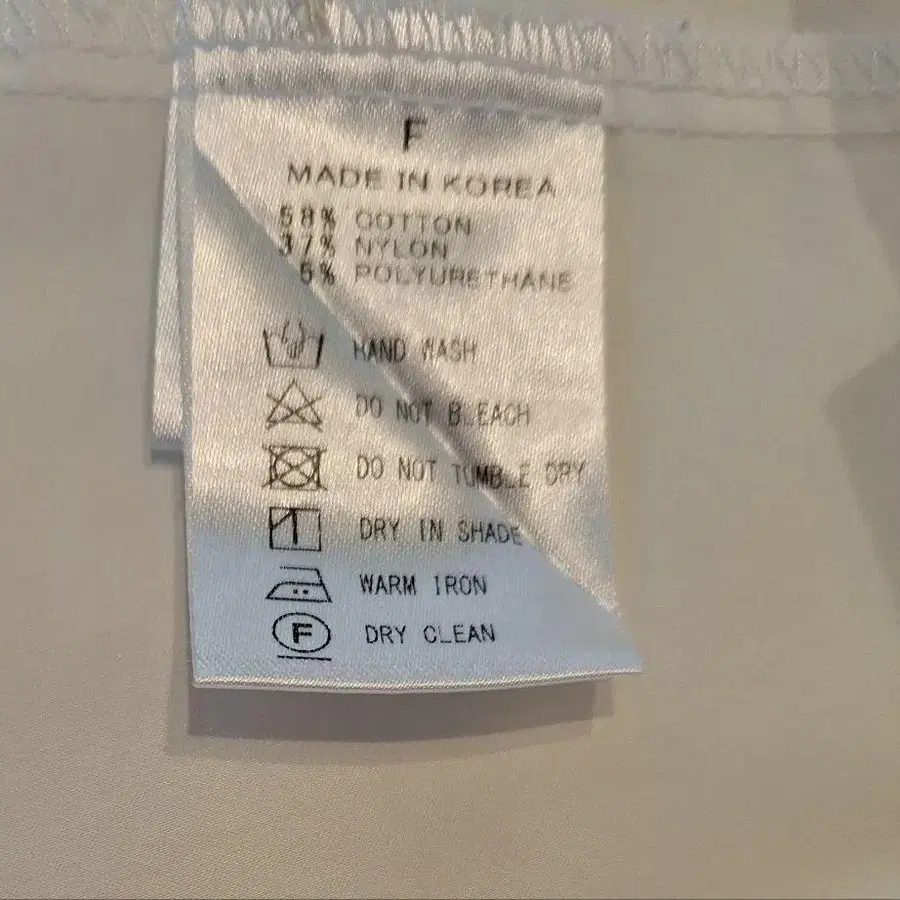 F
MADE IN KOREA
58% COTTON
37% NYLON
5% POLYURETHANE
HAND WASH
DO NOT BLEACH
DO NOT TUMBLE DRY
DRY IN SHADE
WARM IRON
F DRY CLEAN